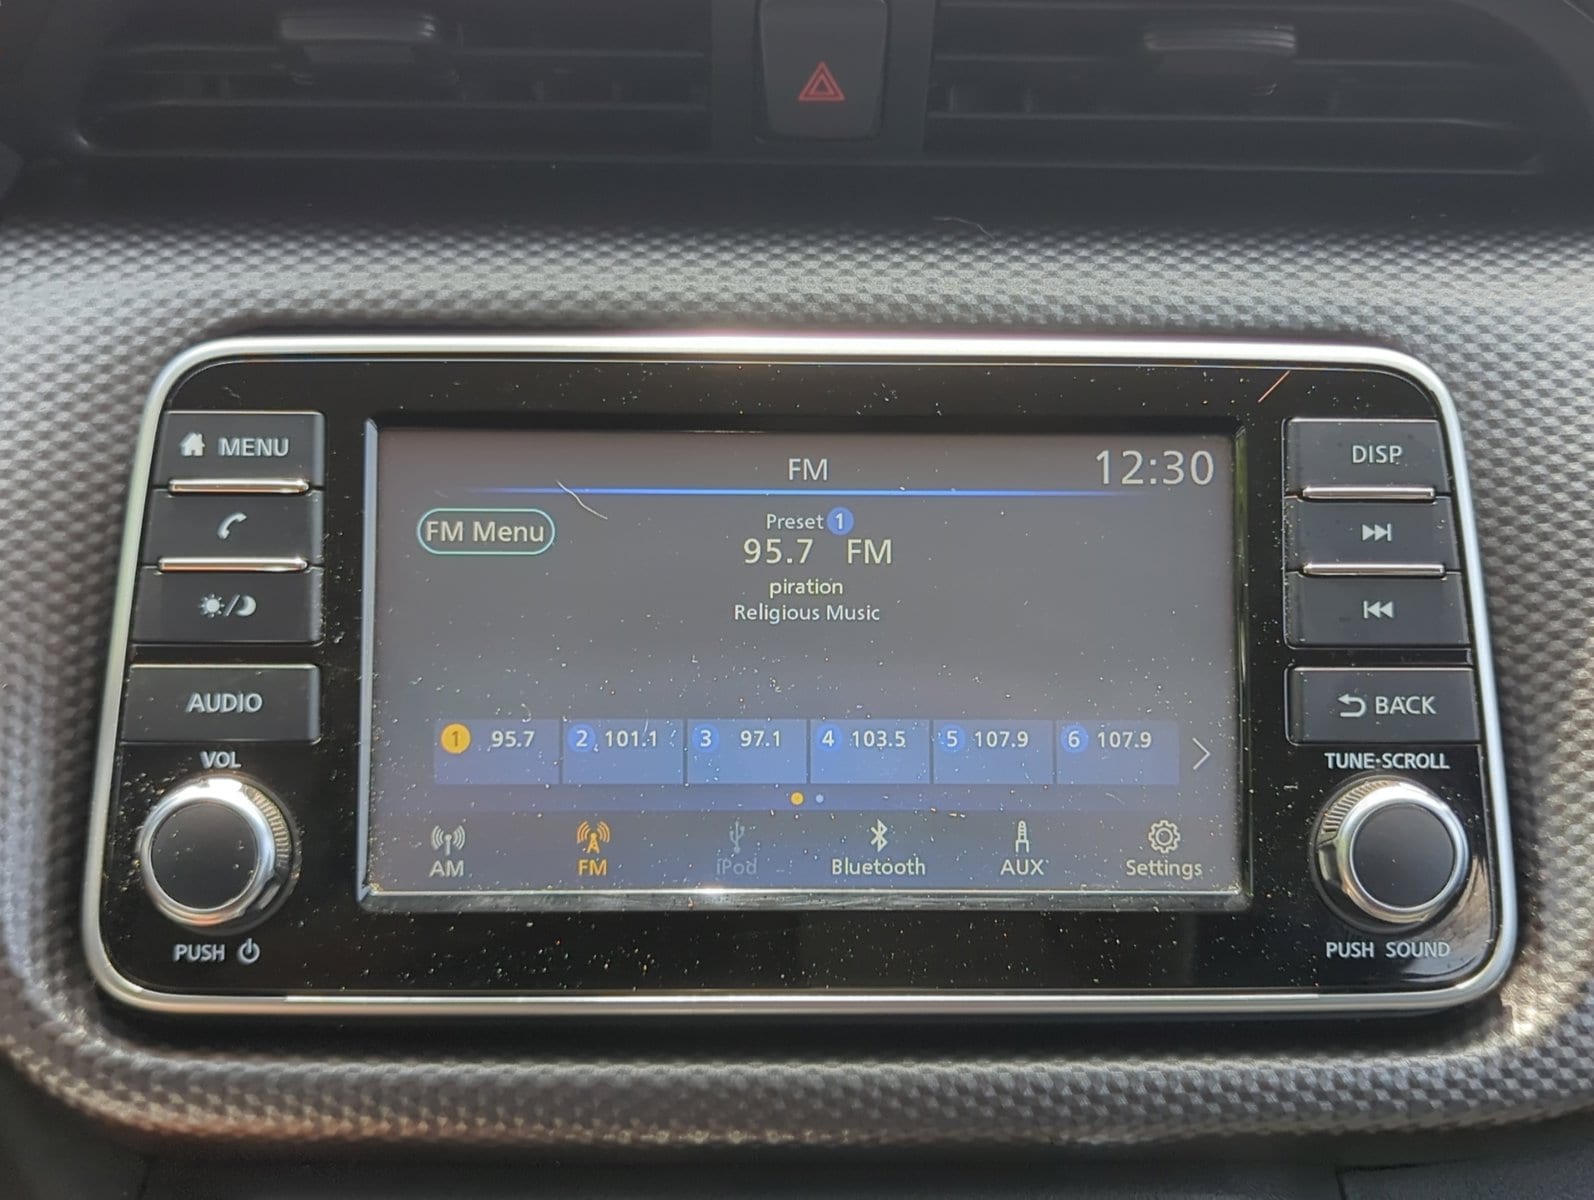 MENU
AUDIO
VOL
PUSH
FM
12:30
FM Menu
Preset 1
95.7 FM
piration
Religious Music
1 95.7 2 101.1 3 97.1 4 103.5 5 107.9 6 107.9
AM FM iPod Bluetooth AUX Settings
DISP
BACK
TUNE·SCROLL
PUSH SOUND